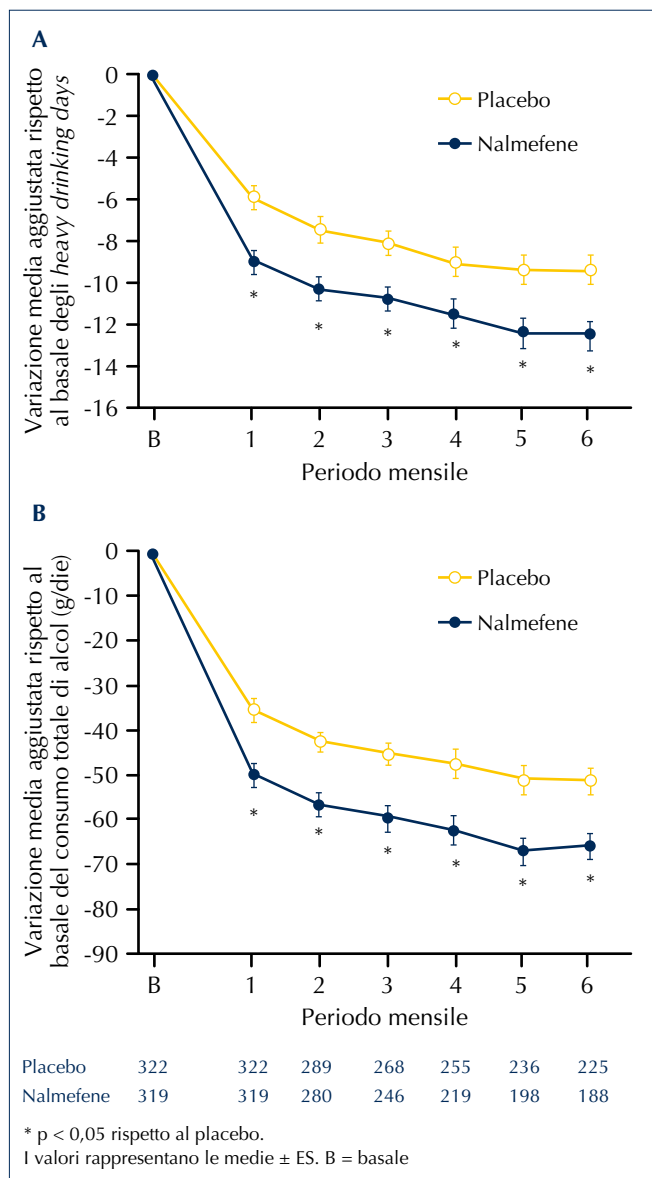 A
Variazione media aggiustata rispetto
al basale degli heavy drinking days
0
-2
-4
-6
-8
-10
-12
-14
-16
Placebo
Nalmefene
* * * * * *
B 1 2 3 4 5 6
Periodo mensile
B
Variazione media aggiustata rispetto al
basale del consumo totale di alcol (g/die)
0
-10
-20
-30
-40
-50
-60
-70
-80
-90
Placebo
Nalmefene
* * * * * *
B 1 2 3 4 5 6
Periodo mensile
Placebo 322 322 289 268 255 236 225
Nalmefene 319 319 280 246 219 198 188
* p < 0,05 rispetto al placebo.
I valori rappresentano le medie ± ES. B = basale